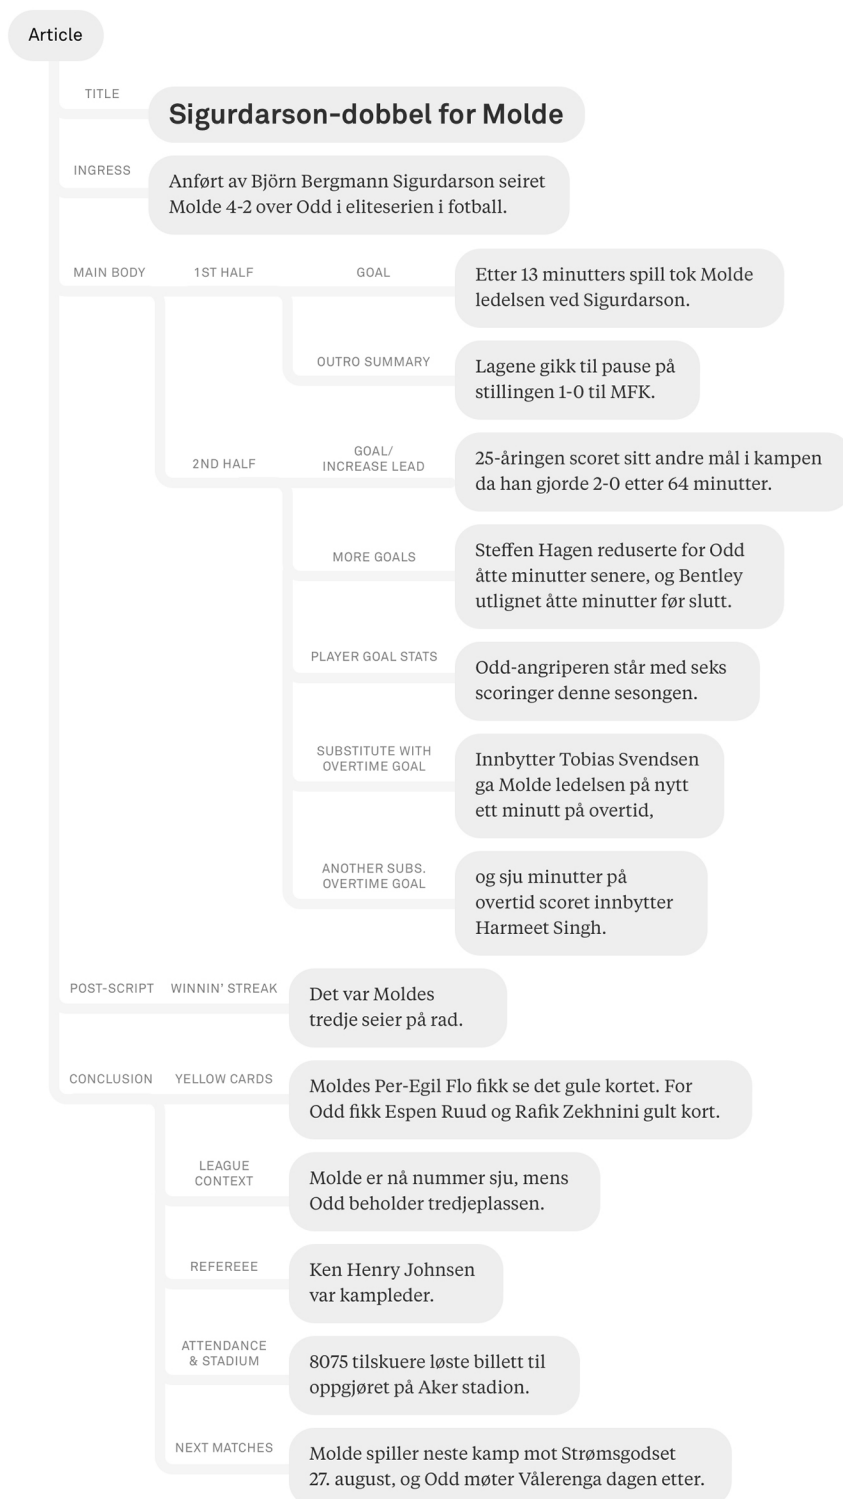 Article
TITLE
Sigurdarson-dobbel for Molde
INGRESS
Anført av Björn Bergmann Sigurdarson seiret
Molde 4-2 over Odd i eliteserien i fotball.
MAIN BODY
1ST HALF
GOAL
Etter 13 minutters spill tok Molde
ledelsen ved Sigurdarson.
OUTRO SUMMARY
Lagene gikk til pause på
stillingen 1-0 til MFK.
2ND HALF
GOAL/
INCREASE LEAD
25-åringen scoret sitt andre mål i kampen
da han gjorde 2-0 etter 64 minutter.
MORE GOALS
Steffen Hagen reduserte for Odd
åtte minutter senere, og Bentley
utlignet åtte minutter før slutt.
PLAYER GOAL STATS
Odd-angriperen står med seks
scoringer denne sesongen.
SUBSTITUTE WITH
OVERTIME GOAL
Innbytter Tobias Svendsen
ga Molde ledelsen på nytt
ett minutt på overtid,
ANOTHER SUBS.
OVERTIME GOAL
og sju minutter på
overtid scoret innbytter
Harmeet Singh.
POST-SCRIPT
WINNIN’ STREAK
Det var Moldes
tredje seier på rad.
CONCLUSION
YELLOW CARDS
Moldes Per-Egil Flo fikk se det gule kortet. For
Odd fikk Espen Ruud og Rafik Zekhnini gult kort.
LEAGUE
CONTEXT
Molde er nå nummer sju, mens
Odd beholder tredjeplassen.
REFEREEE
Ken Henry Johnsen
var kampleder.
ATTENDANCE
& STADIUM
8075 tilskuere løste billett til
oppgjøret på Aker stadion.
NEXT MATCHES
Molde spiller neste kamp mot Strømsgodset
27. august, og Odd møter Vålerenga dagen etter.